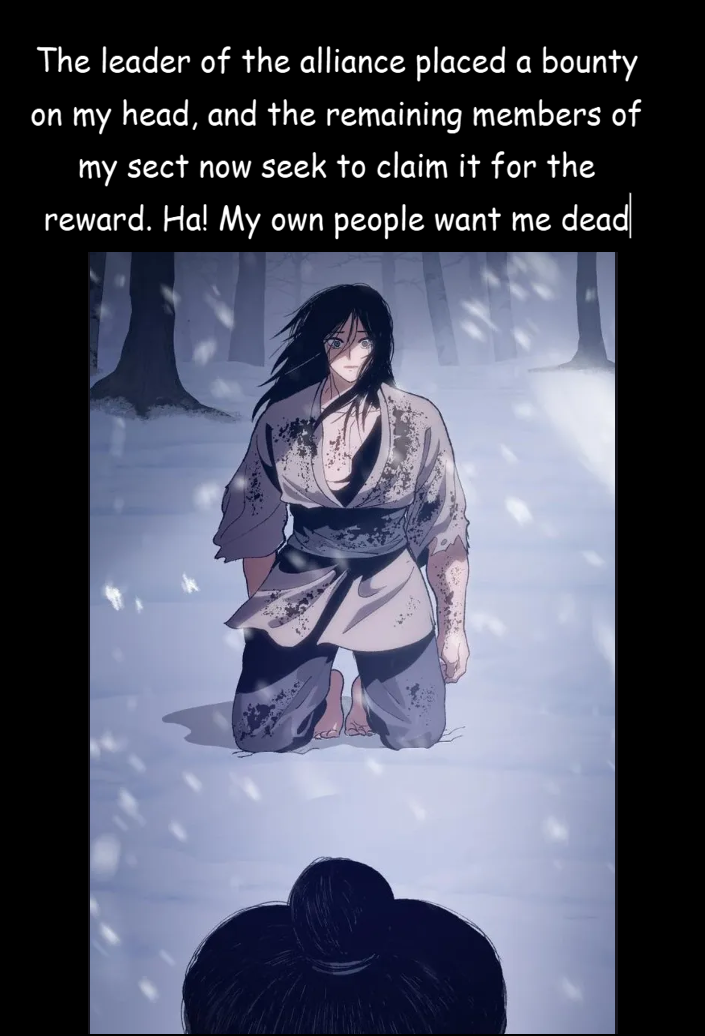 The leader of the alliance placed a bounty
on my head, and the remaining members of
my sect now seek to claim it for the
reward. Ha! My own people want me dead